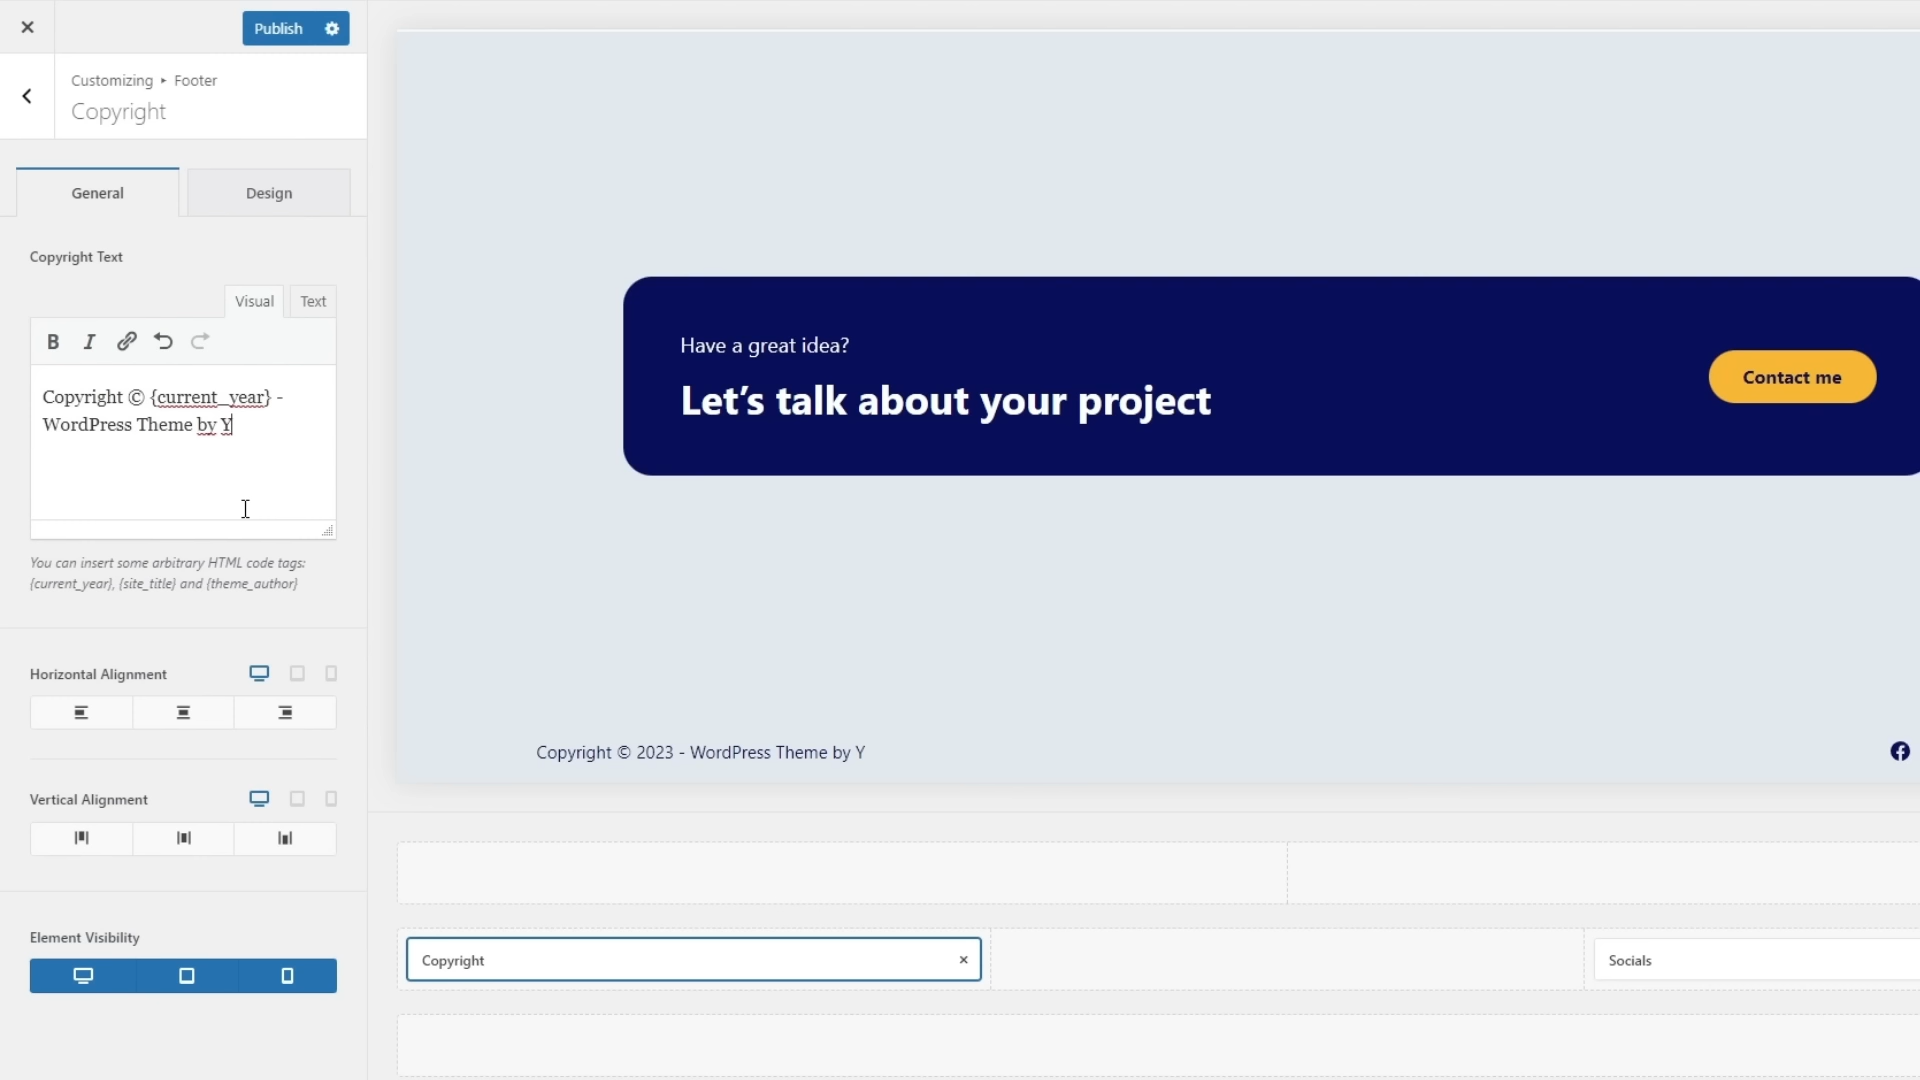 Publish
Customizing ▸ Footer
Copyright
General
Design
Copyright Text
Visual
Text
B I
Copyright © {current_year} -
WordPress Theme by Y
You can insert some arbitrary HTML code tags:
{current_year}, {site_title} and {theme_author}
Horizontal Alignment
Vertical Alignment
Element Visibility
Have a great idea?
Let’s talk about your project
Contact me
Copyright © 2023 - WordPress Theme by Y
Copyright
Socials